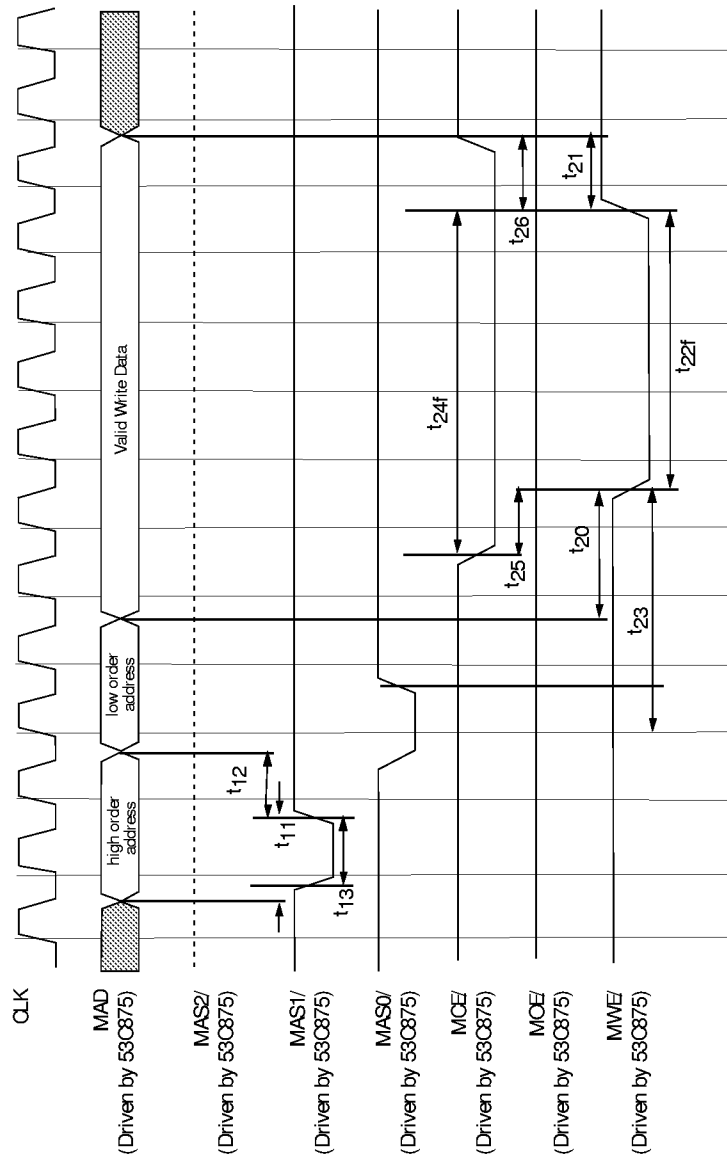 CLK
MAD
(Driven by 53C875)
high order
address
low order
address
Valid Write Data
MAS2/
(Driven by 53C875)
t12
t11
MAS1/
(Driven by 53C875)
t13
MAS0/
(Driven by 53C875)
t24f
MCE/
(Driven by 53C875)
t25
t26
MOE/
(Driven by 53C875)
t20
t21
MWE/
(Driven by 53C875)
t23
t22f